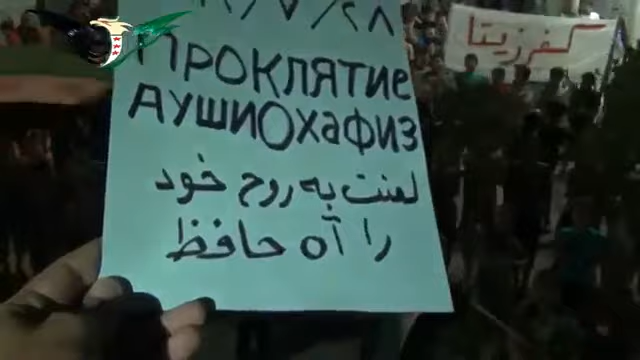 /٧/٢٨
كفرزيتا
Проклятие
АушиОхафиз
لعنت به روح خود
را آه حافظ